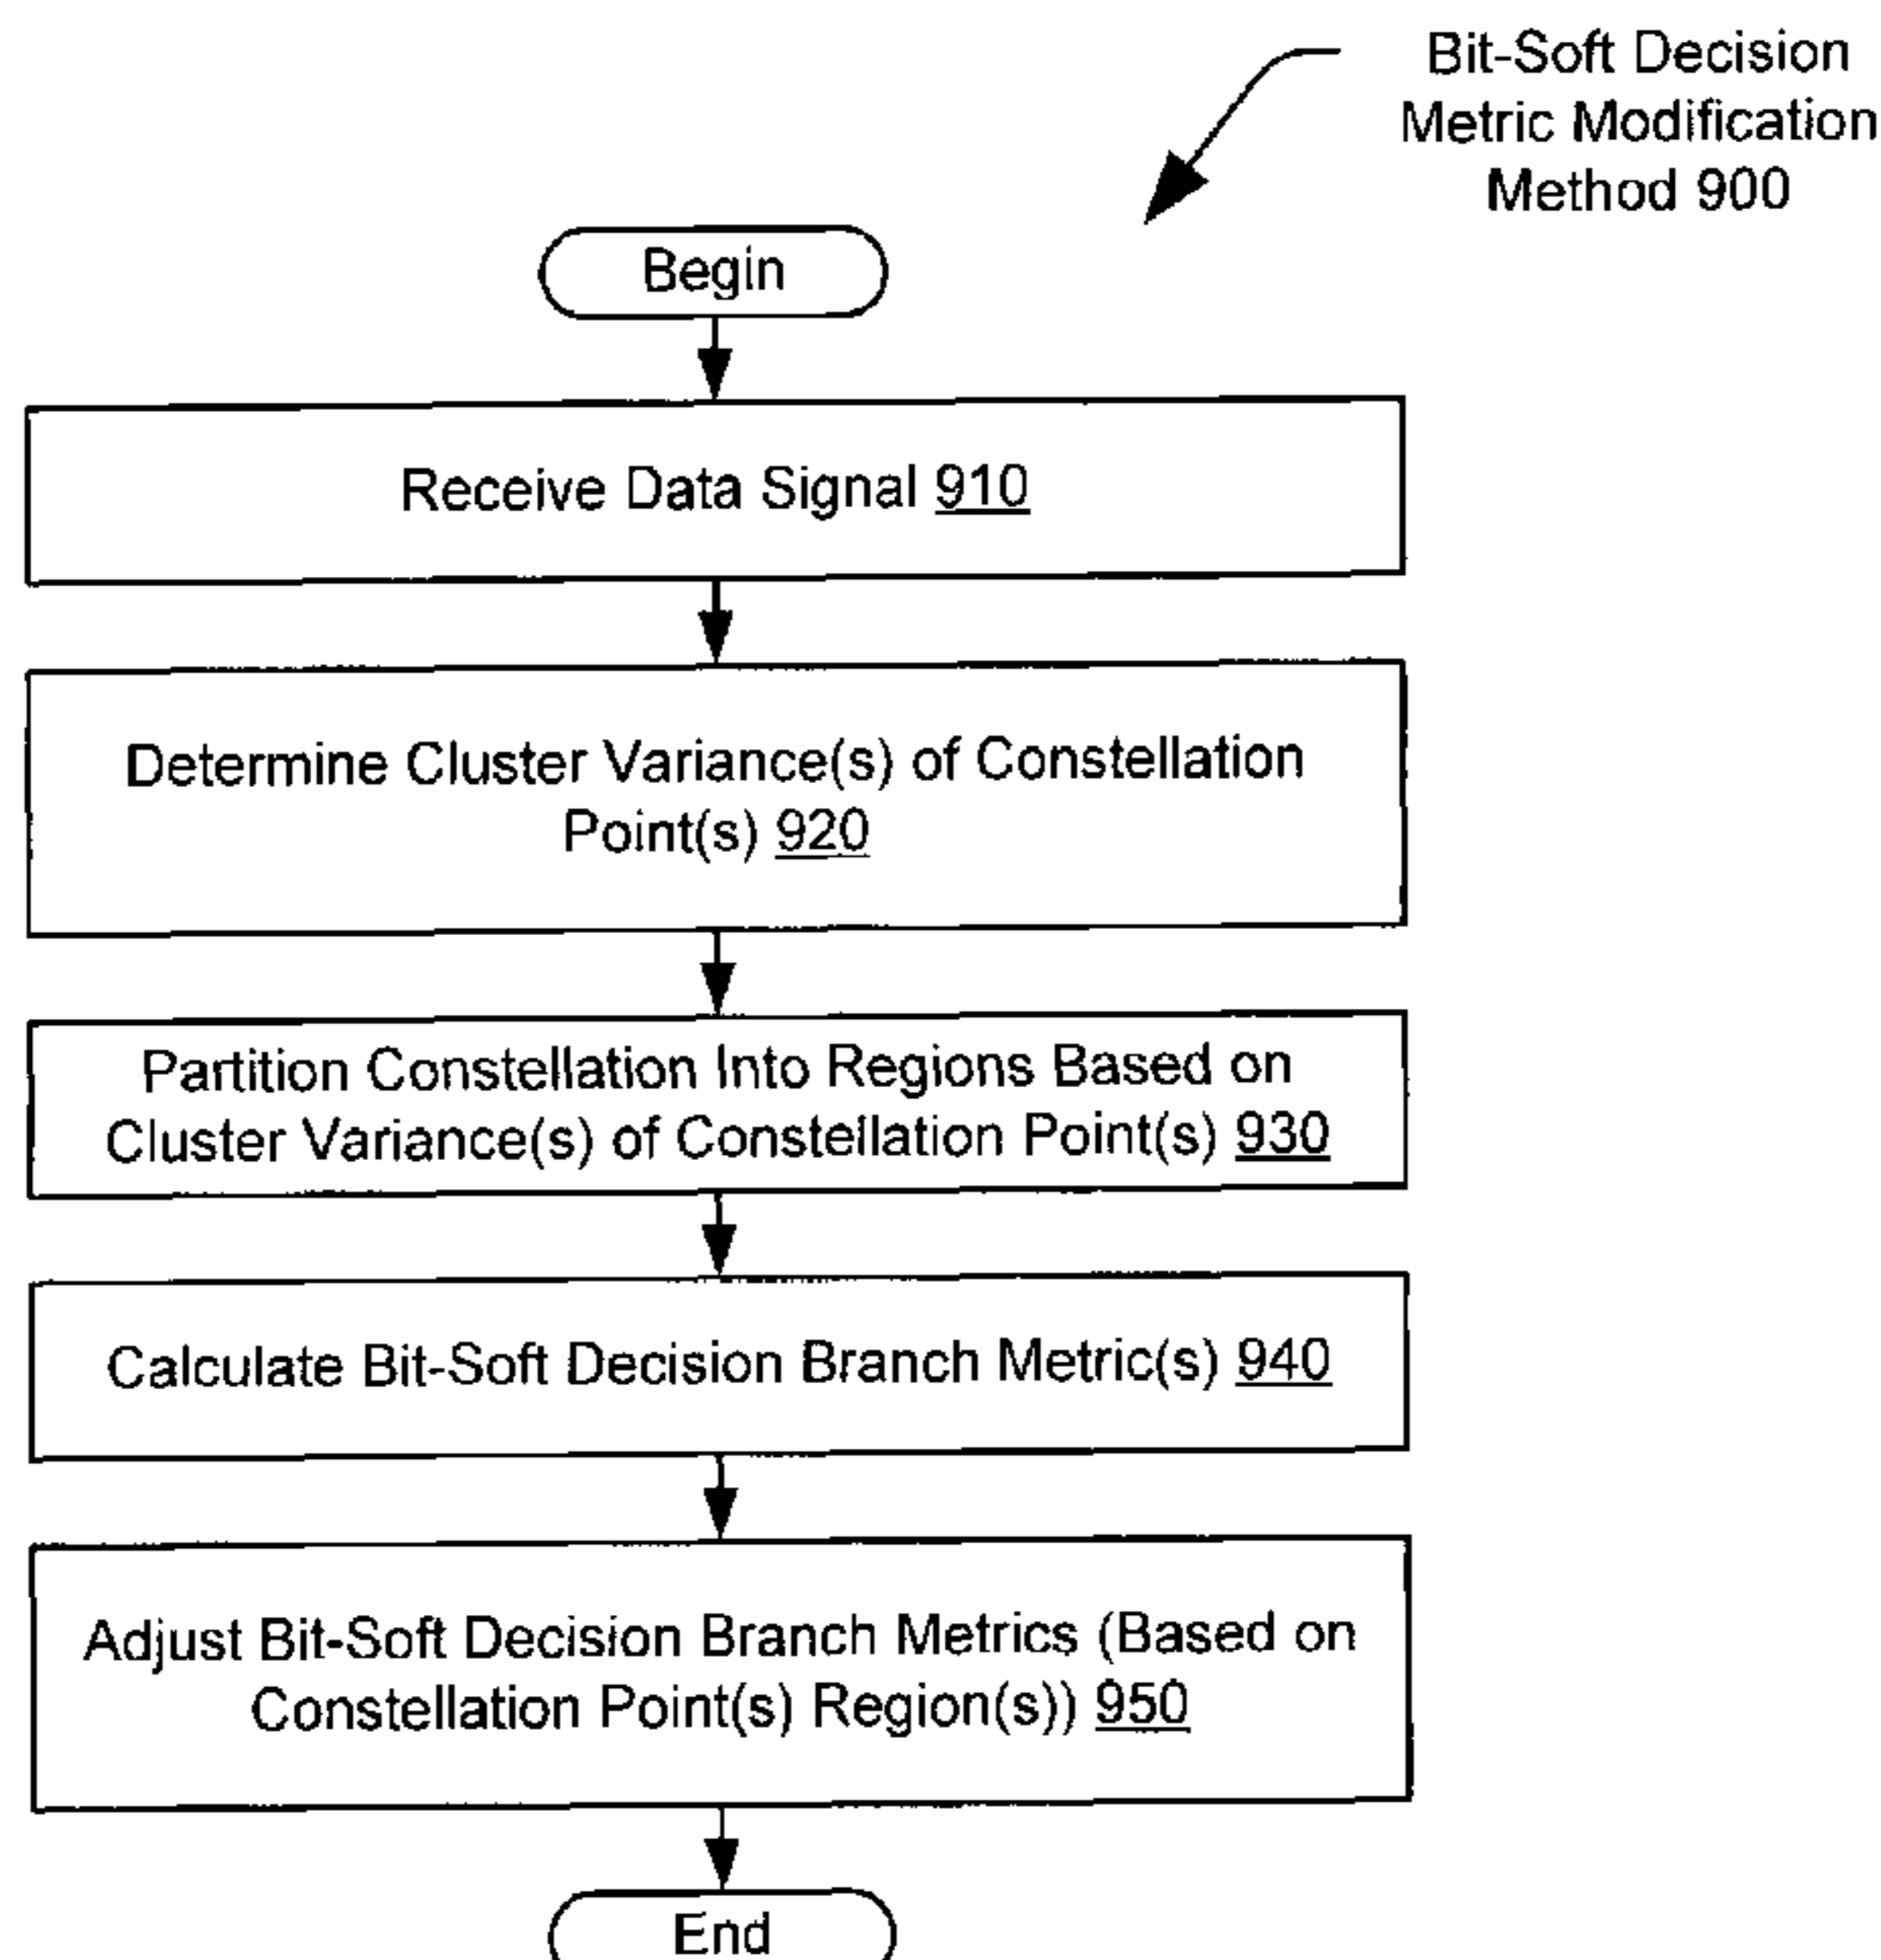 Bit-Soft Decision
Metric Modification
Method 900
Begin
Receive Data Signal 910
Determine Cluster Variance(s) of Constellation
Point(s) 920
Partition Constellation Into Regions Based on
Cluster Variance(s) of Constellation Point(s) 930
Calculate Bit-Soft Decision Branch Metric(s) 940
Adjust Bit-Soft Decision Branch Metrics (Based on
Constellation Point(s) Region(s)) 950
End